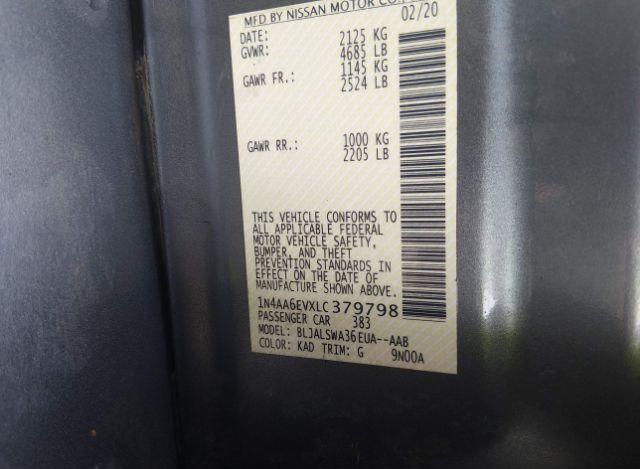 MFD BY NISSAN MOTOR CO.
DATE: 02/20
GVWR: 2125 KG
4685 LB
GAWR FR.: 1145 KG
2524 LB
GAWR RR.: 1000 KG
2205 LB
THIS VEHICLE CONFORMS TO
ALL APPLICABLE FEDERAL
MOTOR VEHICLE SAFETY,
BUMPER, AND THEFT
PREVENTION STANDARDS IN
EFFECT ON THE DATE OF
MANUFACTURE SHOWN ABOVE.
1N4AA6EVXLC379798
PASSENGER CAR 383
MODEL: BLJALSWA36EUA--AAB
COLOR: KAD TRIM: G 9N00A